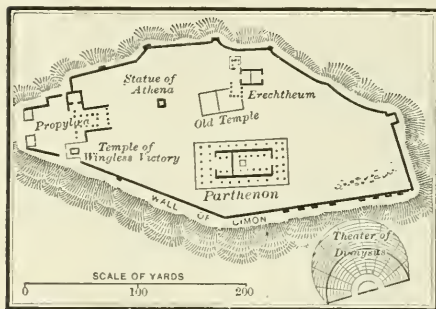 Statue of
Athena
Erechtheum
Old Temple
Propylæa
Temple of
Wingless Victory
Parthenon
WALL OF CIMON
Theater of
Dionysus
SCALE OF YARDS
0 100 200